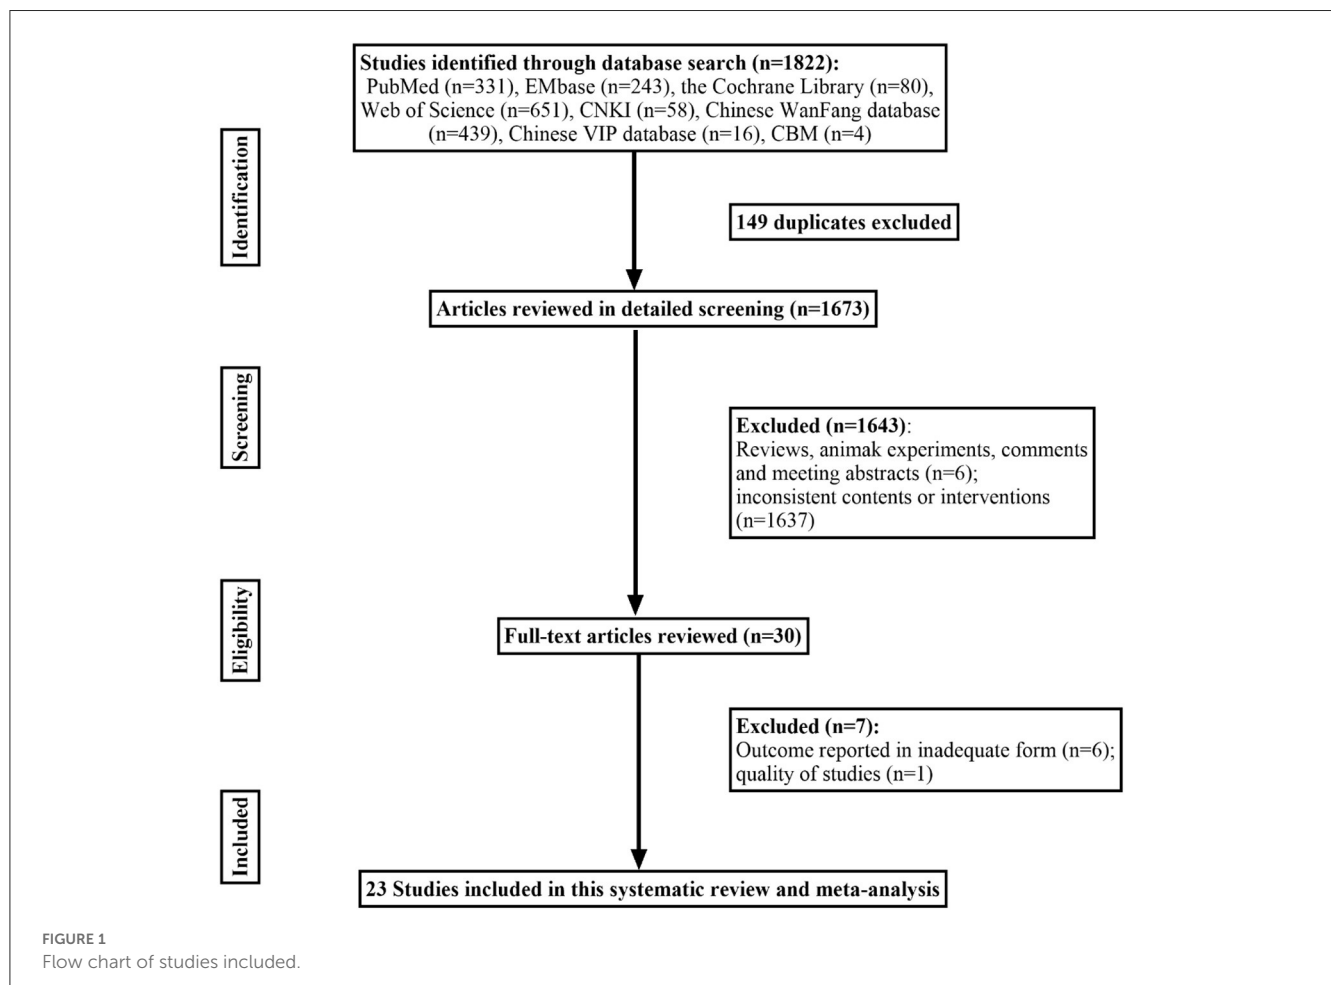 Studies identified through database search (n=1822):
PubMed (n=331), EMbase (n=243), the Cochrane Library (n=80),
Web of Science (n=651), CNKI (n=58), Chinese WanFang database
(n=439), Chinese VIP database (n=16), CBM (n=4)
Identification
149 duplicates excluded
Articles reviewed in detailed screening (n=1673)
Screening
Excluded (n=1643):
Reviews, animak experiments, comments
and meeting abstracts (n=6);
inconsistent contents or interventions
(n=1637)
Eligibility
Full-text articles reviewed (n=30)
Excluded (n=7):
Outcome reported in inadequate form (n=6);
quality of studies (n=1)
Included
23 Studies included in this systematic review and meta-analysis
FIGURE 1
Flow chart of studies included.